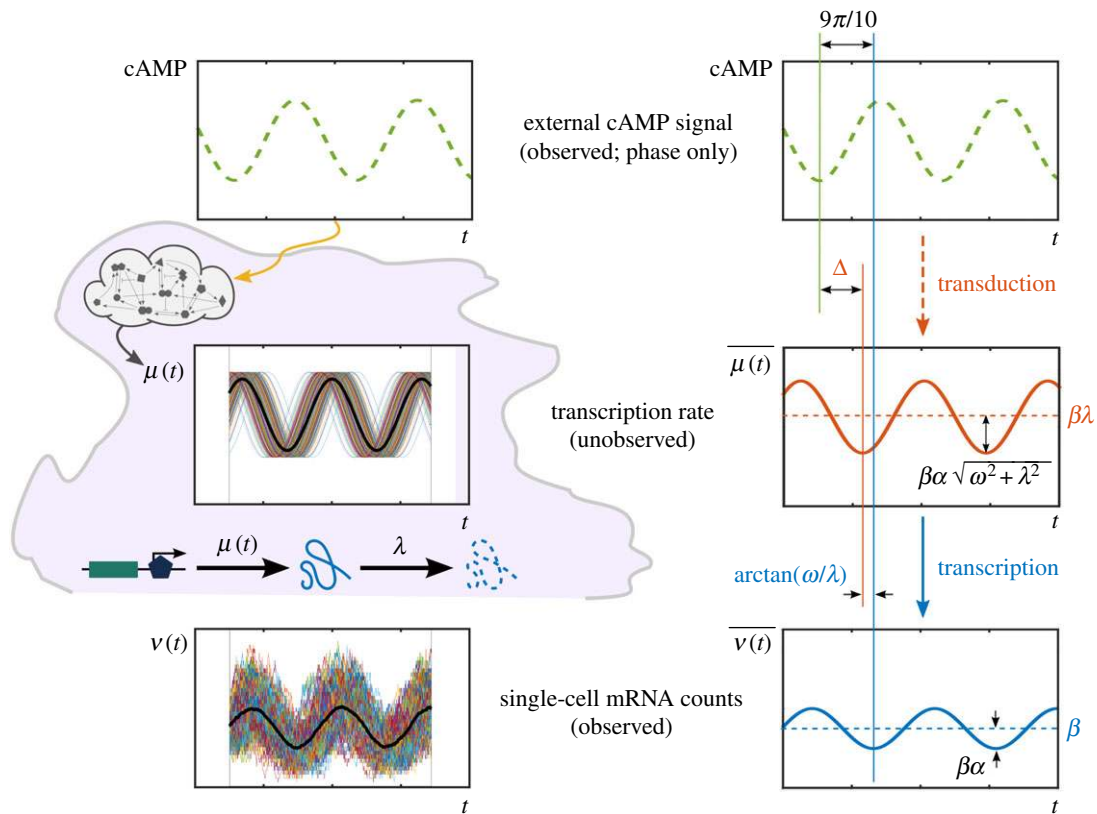 9π/10
cAMP
cAMP
external cAMP signal
(observed; phase only)
t
t
Δ
transduction
μ(t)
μ(t)
transcription rate
(unobserved)
βλ
βα√ω² + λ²
t
t
μ(t)
λ
arctan(ω/λ)
transcription
ν(t)
ν(t)
single-cell mRNA counts
(observed)
β
βα
t
t